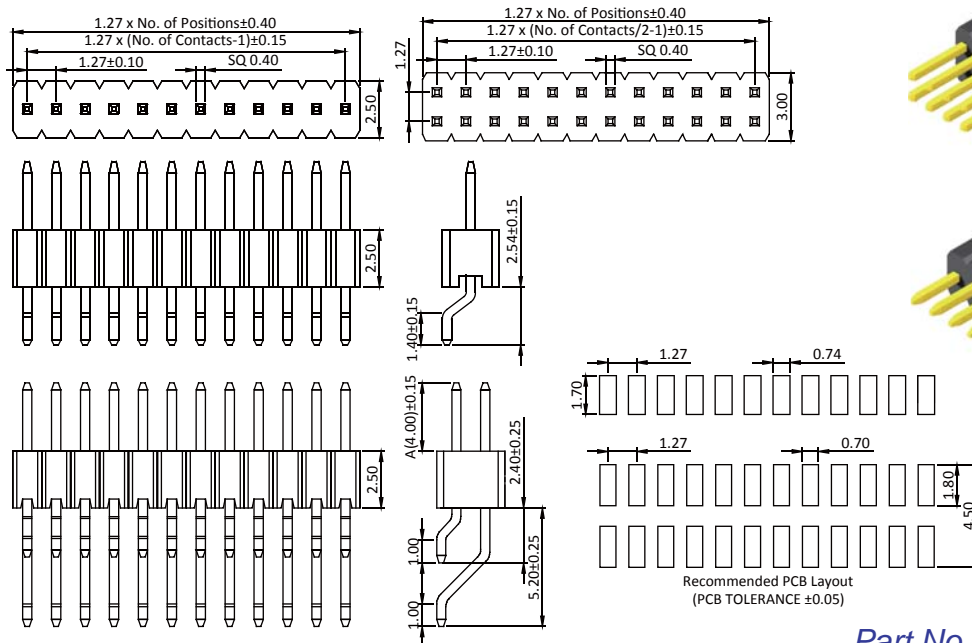 1.27 x No. of Positions±0.40
1.27 x (No. of Contacts-1)±0.15
1.27±0.10
SQ 0.40
2.50
1.27 x No. of Positions±0.40
1.27 x (No. of Contacts/2-1)±0.15
1.27
1.27±0.10
SQ 0.40
3.00
2.50
2.54±0.15
1.40±0.15
2.50
A(4.00)±0.15
2.40±0.25
1.00
5.20±0.25
1.00
1.27
0.74
1.70
1.27
0.70
1.80
4.50
Recommended PCB Layout
(PCB TOLERANCE ±0.05)
Part No